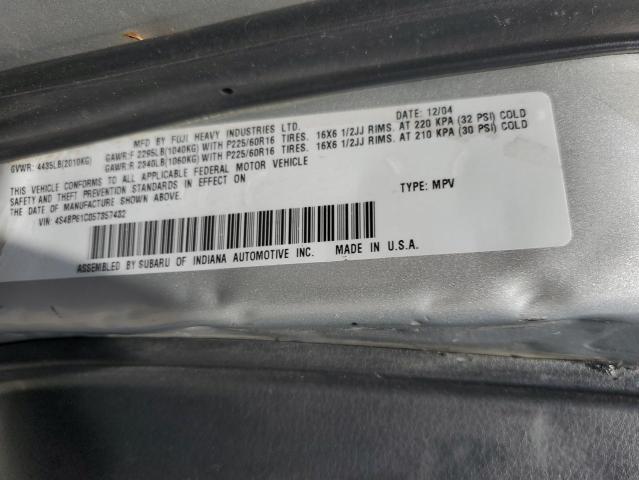 MFD BY FUJI HEAVY INDUSTRIES LTD. DATE: 12/04
GVWR: 4435LB(2010KG) GAWR:F 2295LB(1040KG) WITH P225/60R16 TIRES. 16X6 1/2JJ RIMS. AT 220 KPA (32 PSI) COLD
GAWR:R 2340LB(1060KG) WITH P225/60R16 TIRES. 16X6 1/2JJ RIMS. AT 210 KPA (30 PSI) COLD
THIS VEHICLE CONFORMS TO ALL APPLICABLE FEDERAL MOTOR VEHICLE
SAFETY AND THEFT PREVENTION STANDARDS IN EFFECT ON
THE DATE OF MANUFACTURE SHOWN ABOVE.
VIN: 4S4BP61C057357432 TYPE: MPV
ASSEMBLED BY SUBARU OF INDIANA AUTOMOTIVE INC. MADE IN U.S.A.